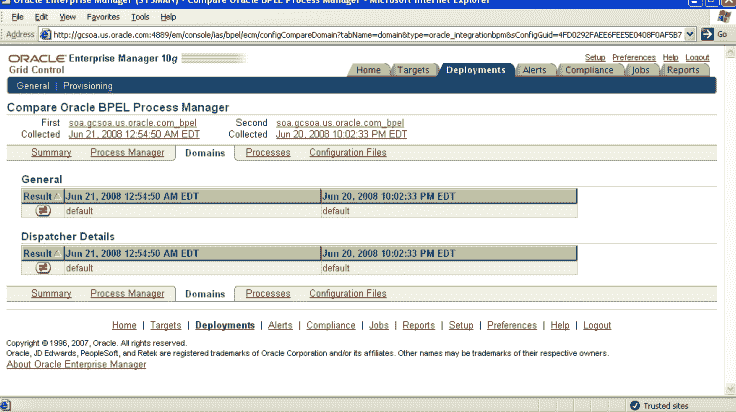 Oracle Enterprise Manager (SYSMAN) - Compare Oracle BPEL Process Manager - Microsoft Internet Explorer
File Edit View Favorites Tools Help
Address http://gcsoa.us.oracle.com:4889/em/console/ias/bpel/ecm/configCompareDomain?tabName=domain&type=oracle_integrationbpm&sConfigGuid=4FD0292FAEE6FEE5E0408F0AF5B7 Go
ORACLE Enterprise Manager 10g
Setup Preferences Help Logout
Grid Control
Home Targets Deployments Alerts Compliance Jobs Reports
General Provisioning
Compare Oracle BPEL Process Manager
First soa.gcsoa.us.oracle.com_bpel Second soa.gcsoa.us.oracle.com_bpel
Collected Jun 21, 2008 12:54:50 AM EDT Collected Jun 20, 2008 10:02:33 PM EDT
Summary Process Manager Domains Processes Configuration Files
General
Result Jun 21, 2008 12:54:50 AM EDT Jun 20, 2008 10:02:33 PM EDT
default default
Dispatcher Details
Result Jun 21, 2008 12:54:50 AM EDT Jun 20, 2008 10:02:33 PM EDT
default default
Summary Process Manager Domains Processes Configuration Files
Home | Targets | Deployments | Alerts | Compliance | Jobs | Reports | Setup | Preferences | Help | Logout
Copyright © 1996, 2007, Oracle. All rights reserved.
Oracle, JD Edwards, PeopleSoft, and Retek are registered trademarks of Oracle Corporation and/or its affiliates. Other names may be trademarks of their respective owners.
About Oracle Enterprise Manager
Trusted sites